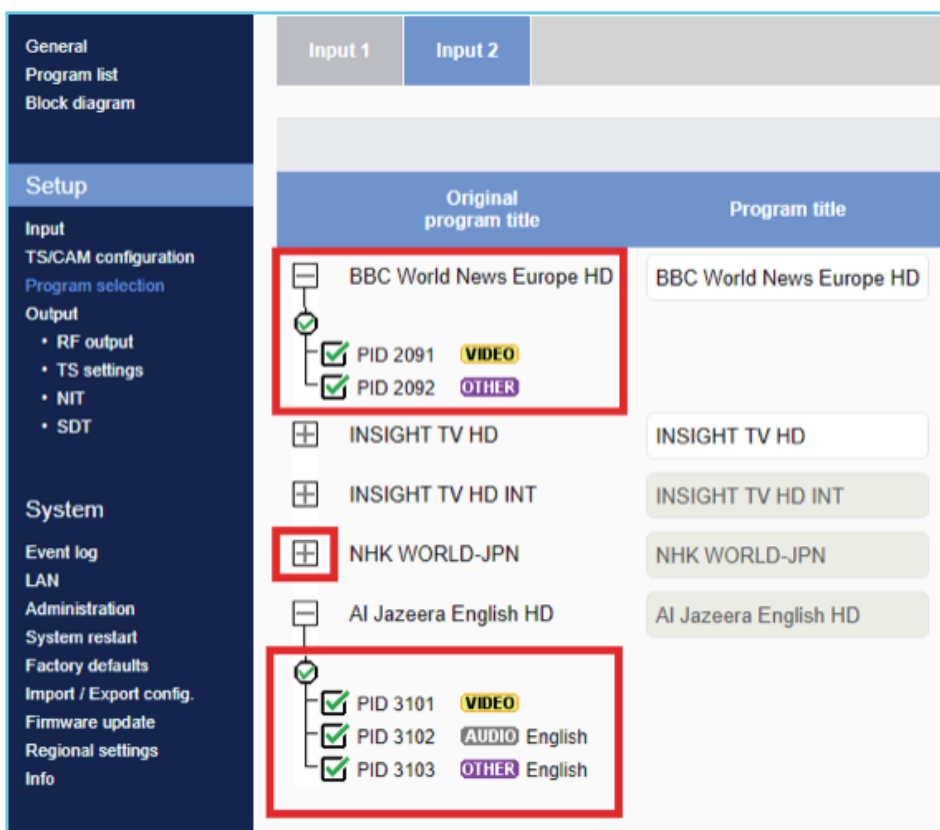 General
Program list
Block diagram
Setup
Input
TS/CAM configuration
Program selection
Output
• RF output
• TS settings
• NIT
• SDT
System
Event log
LAN
Administration
System restart
Factory defaults
Import / Export config.
Firmware update
Regional settings
Info
Input 1 Input 2
Original
program title
Program title
BBC World News Europe HD BBC World News Europe HD
PID 2091 VIDEO
PID 2092 OTHER
INSIGHT TV HD INSIGHT TV HD
INSIGHT TV HD INT INSIGHT TV HD INT
NHK WORLD-JPN NHK WORLD-JPN
Al Jazeera English HD Al Jazeera English HD
PID 3101 VIDEO
PID 3102 AUDIO English
PID 3103 OTHER English